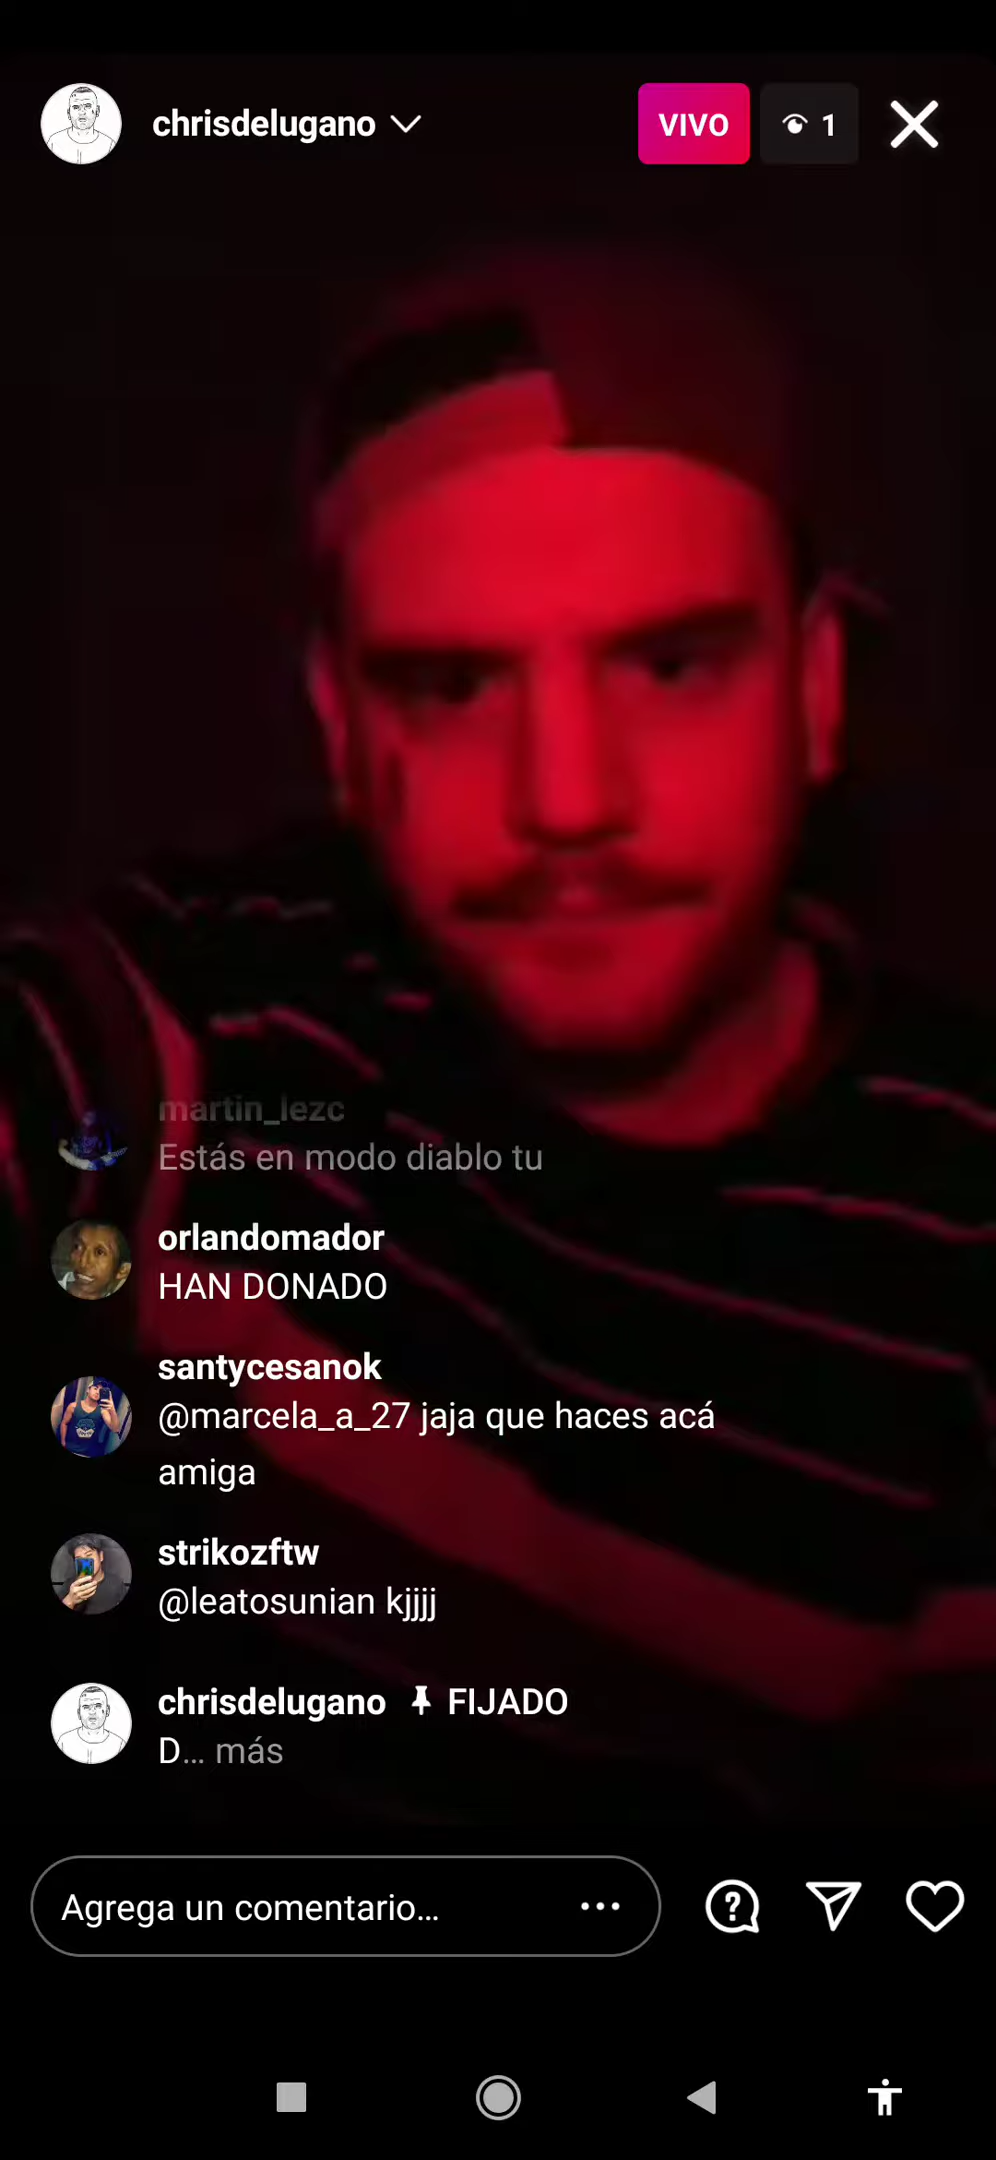 chrisdelugano
VIVO
1
martin_lezc
Estás en modo diablo tu
orlandomador
HAN DONADO
santycesanok
@marcela_a_27 jaja que haces acá
amiga
strikozftw
@leatosunian kjjjj
chrisdelugano FIJADO
D... más
Agrega un comentario...